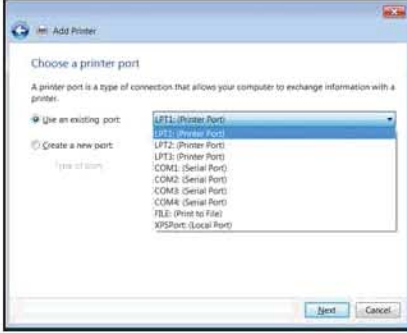 Add Printer
Choose a printer port
A printer port is a type of connection that allows your computer to exchange information with a
printer.
Use an existing port:
LPT1: (Printer Port)
LPT1: (Printer Port)
LPT2: (Printer Port)
LPT3: (Printer Port)
COM1: (Serial Port)
COM2: (Serial Port)
COM3: (Serial Port)
COM4: (Serial Port)
FILE: (Print to File)
XPSPort: (Local Port)
Create a new port:
Type of port:
Next
Cancel